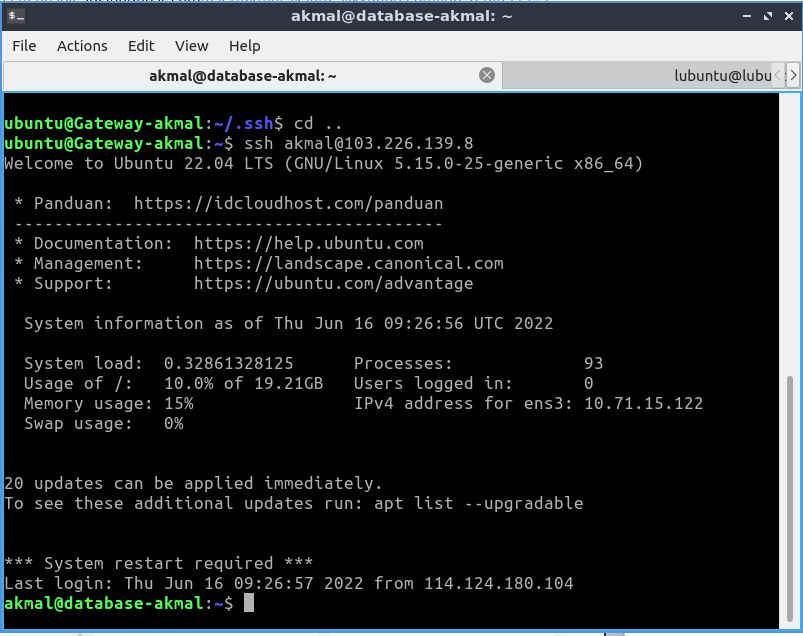 akmal@database-akmal: ~
File Actions Edit View Help
akmal@database-akmal: ~ lubuntu@lubu
ubuntu@Gateway-akmal:~/.ssh$ cd ..
ubuntu@Gateway-akmal:~$ ssh akmal@103.226.139.8
Welcome to Ubuntu 22.04 LTS (GNU/Linux 5.15.0-25-generic x86_64)
* Panduan:  https://idcloudhost.com/panduan
-------------------------------------------
* Documentation:  https://help.ubuntu.com
* Management:     https://landscape.canonical.com
* Support:        https://ubuntu.com/advantage
System information as of Thu Jun 16 09:26:56 UTC 2022
System load:  0.32861328125      Processes:             93
Usage of /:   10.0% of 19.21GB   Users logged in:       0
Memory usage: 15%                IPv4 address for ens3: 10.71.15.122
Swap usage:   0%
20 updates can be applied immediately.
To see these additional updates run: apt list --upgradable
*** System restart required ***
Last login: Thu Jun 16 09:26:57 2022 from 114.124.180.104
akmal@database-akmal:~$